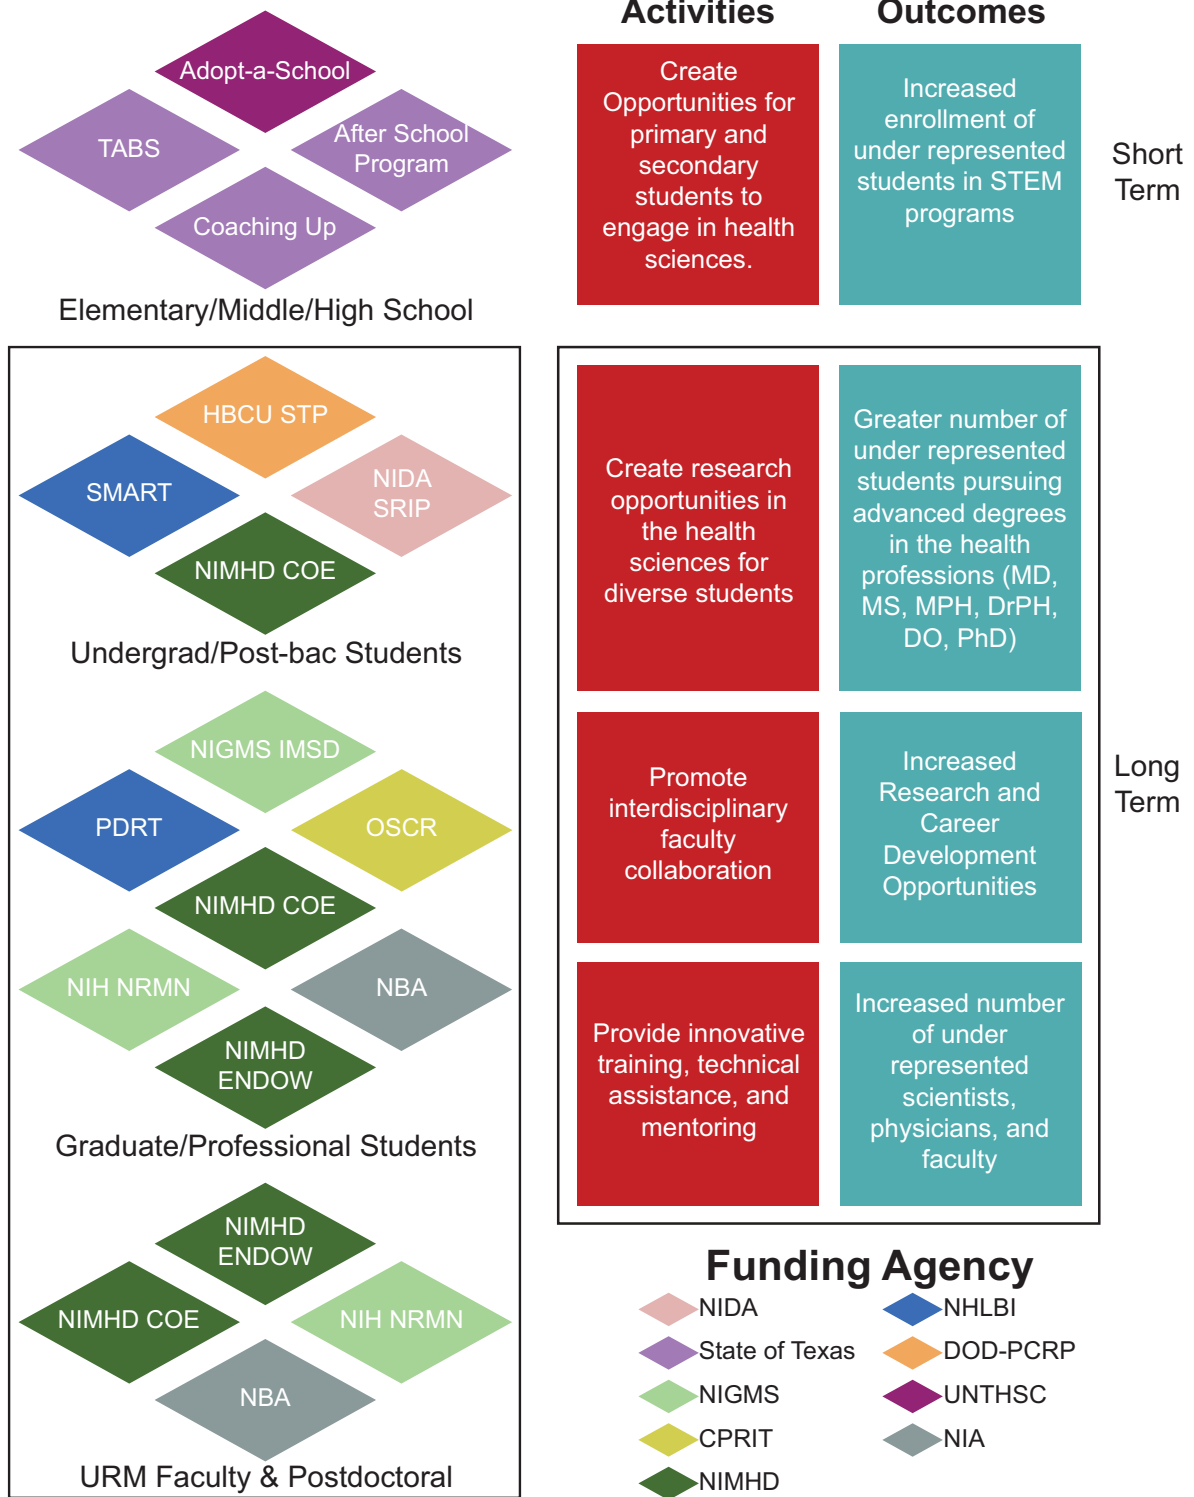 Activities
Outcomes
Adopt-a-School
TABS
After School
Program
Coaching Up
Elementary/Middle/High School
Create
Opportunities for
primary and
secondary
students to
engage in health
sciences.
Increased
enrollment of
under represented
students in STEM
programs
Short
Term
HBCU STP
SMART
NIDA
SRIP
NIMHD COE
Undergrad/Post-bac Students
NIGMS IMSD
PDRT
OSCR
NIMHD COE
NIH NRMN
NBA
NIMHD
ENDOW
Graduate/Professional Students
NIMHD
ENDOW
NIMHD COE
NIH NRMN
NBA
URM Faculty & Postdoctoral
Create research
opportunities in
the health
sciences for
diverse students
Greater number of
under represented
students pursuing
advanced degrees
in the health
professions (MD,
MS, MPH, DrPH,
DO, PhD)
Promote
interdisciplinary
faculty
collaboration
Increased
Research and
Career
Development
Opportunities
Provide innovative
training, technical
assistance, and
mentoring
Increased number
of under
represented
scientists,
physicians, and
faculty
Long
Term
Funding Agency
NIDA
State of Texas
NIGMS
CPRIT
NIMHD
NHLBI
DOD-PCRP
UNTHSC
NIA